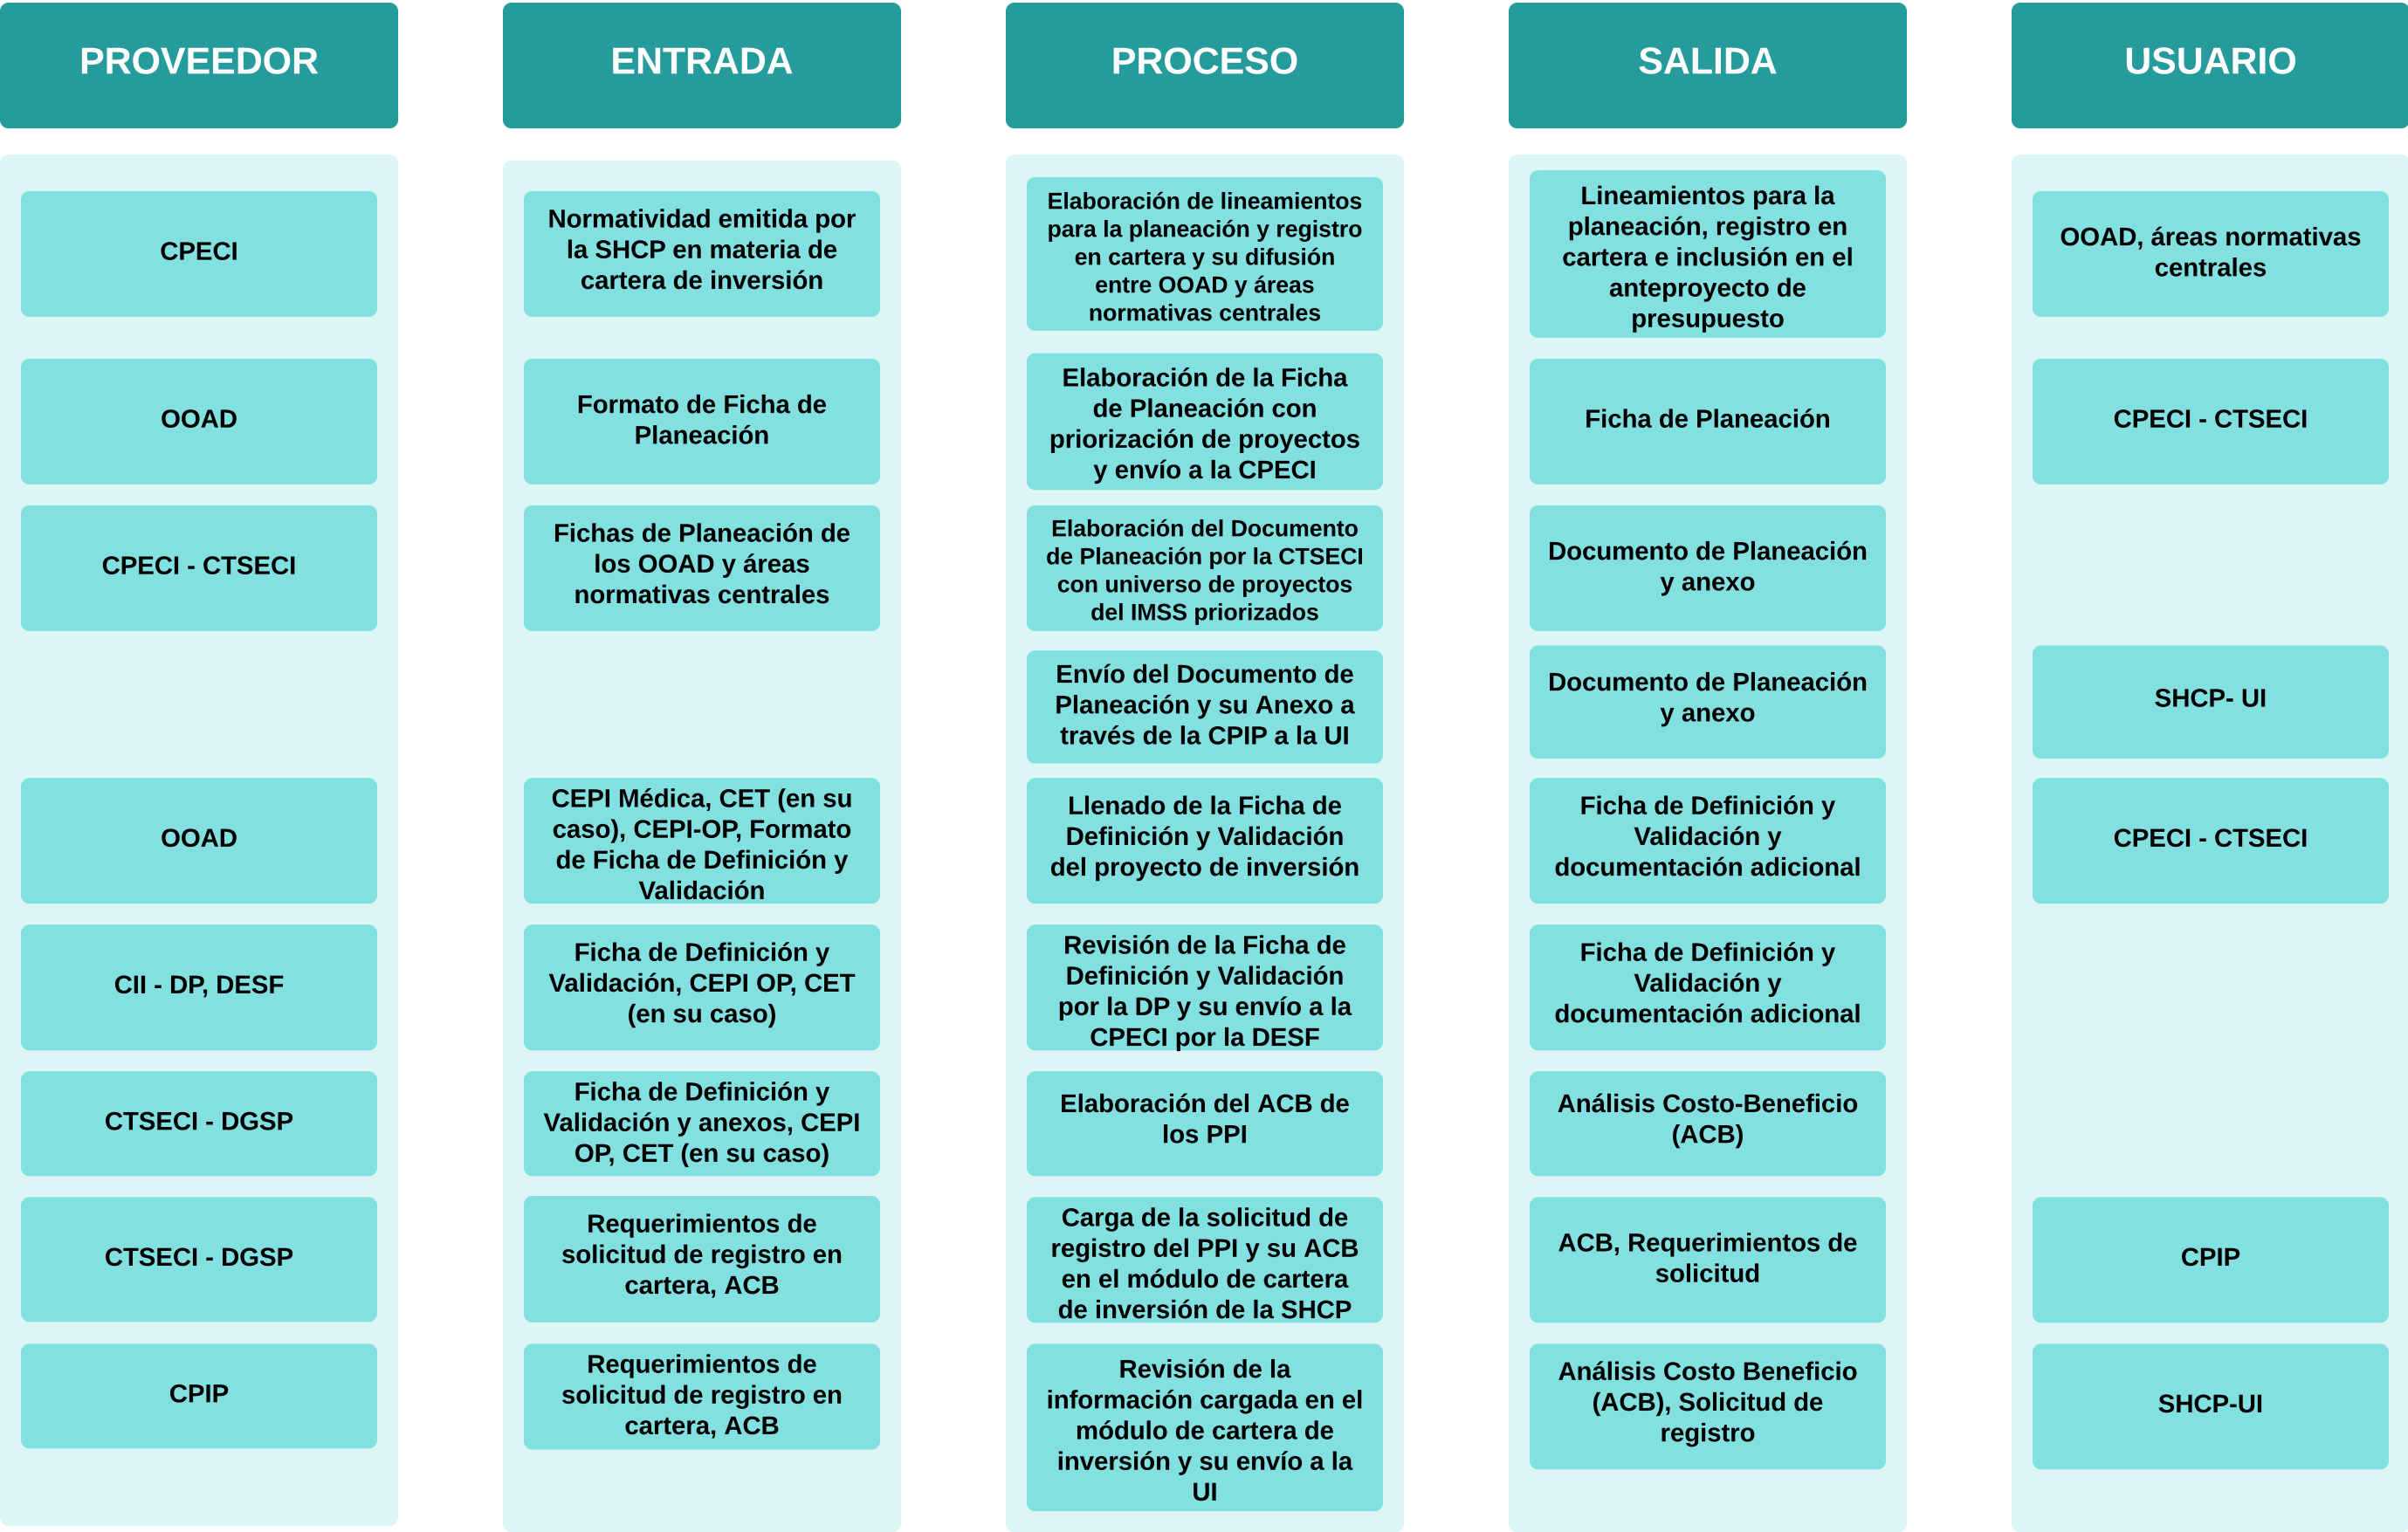 PROVEEDOR
ENTRADA
PROCESO
SALIDA
USUARIO
CPECI
Normatividad emitida por
la SHCP en materia de
cartera de inversión
Elaboración de lineamientos
para la planeación y registro
en cartera y su difusión
entre OOAD y áreas
normativas centrales
Lineamientos para la
planeación, registro en
cartera e inclusión en el
anteproyecto de
presupuesto
OOAD, áreas normativas
centrales
OOAD
Formato de Ficha de
Planeación
Elaboración de la Ficha
de Planeación con
priorización de proyectos
y envío a la CPECI
Ficha de Planeación
CPECI - CTSECI
CPECI - CTSECI
Fichas de Planeación de
los OOAD y áreas
normativas centrales
Elaboración del Documento
de Planeación por la CTSECI
con universo de proyectos
del IMSS priorizados
Documento de Planeación
y anexo
Envío del Documento de
Planeación y su Anexo a
través de la CPIP a la UI
Documento de Planeación
y anexo
SHCP- UI
OOAD
CEPI Médica, CET (en su
caso), CEPI-OP, Formato
de Ficha de Definición y
Validación
Llenado de la Ficha de
Definición y Validación
del proyecto de inversión
Ficha de Definición y
Validación y
documentación adicional
CPECI - CTSECI
CII - DP, DESF
Ficha de Definición y
Validación, CEPI OP, CET
(en su caso)
Revisión de la Ficha de
Definición y Validación
por la DP y su envío a la
CPECI por la DESF
Ficha de Definición y
Validación y
documentación adicional
CTSECI - DGSP
Ficha de Definición y
Validación y anexos, CEPI
OP, CET (en su caso)
Elaboración del ACB de
los PPI
Análisis Costo-Beneficio
(ACB)
CTSECI - DGSP
Requerimientos de
solicitud de registro en
cartera, ACB
Carga de la solicitud de
registro del PPI y su ACB
en el módulo de cartera
de inversión de la SHCP
ACB, Requerimientos de
solicitud
CPIP
CPIP
Requerimientos de
solicitud de registro en
cartera, ACB
Revisión de la
información cargada en el
módulo de cartera de
inversión y su envío a la
UI
Análisis Costo Beneficio
(ACB), Solicitud de
registro
SHCP-UI